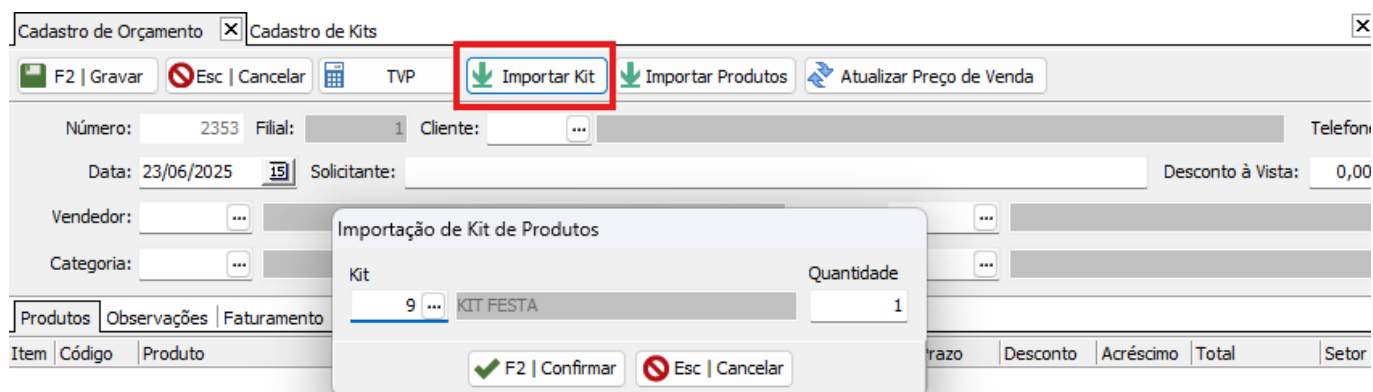 Cadastro de Orçamento Cadastro de Kits
F2 | Gravar Esc | Cancelar TVP Importar Kit Importar Produtos Atualizar Preço de Venda
Número: 2353 Filial: 1 Cliente: ...
Data: 23/06/2025 15 Solicitante: Desconto à Vista: 0,00
Vendedor: ... ...
Importação de Kit de Produtos
Categoria: ... ...
Kit Quantidade
9 ... KIT FESTA 1
Produtos Observações Faturamento
Item Código Produto Desconto Acréscimo Total Setor
F2 | Confirmar Esc | Cancelar